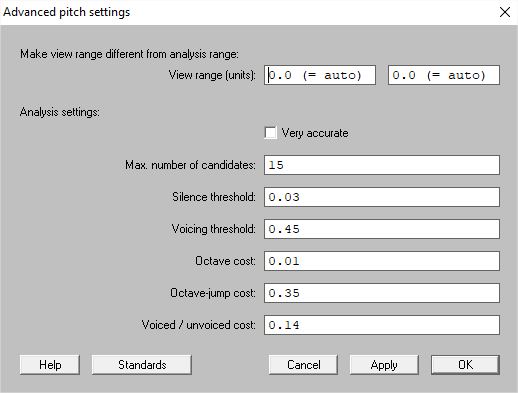 Advanced pitch settings
Make view range different from analysis range:
View range (units): 0.0 (= auto) 0.0 (= auto)
Analysis settings:
Very accurate
Max. number of candidates: 15
Silence threshold: 0.03
Voicing threshold: 0.45
Octave cost: 0.01
Octave-jump cost: 0.35
Voiced / unvoiced cost: 0.14
Help Standards Cancel Apply OK